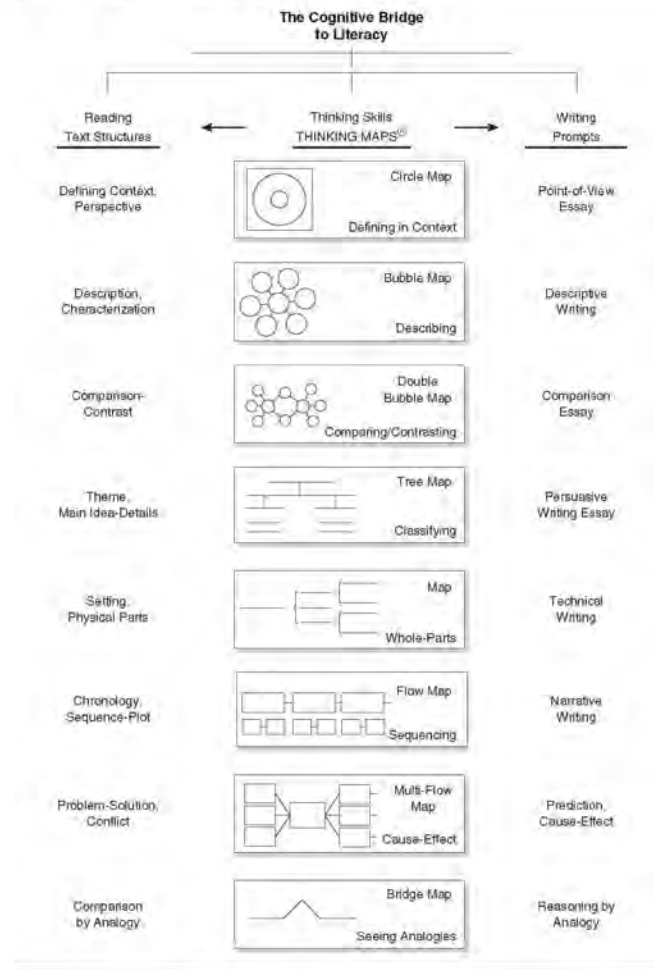 The Cognitive Bridge
to Literacy
Reading
Text Structures
Thinking Skills
THINKING MAPS®
Writing
Prompts
Defining Context,
Perspective
Circle Map
Defining in Context
Point-of-View
Essay
Description,
Characterization
Bubble Map
Describing
Descriptive
Writing
Comparison-
Contrast
Double
Bubble Map
Comparing/Contrasting
Comparison
Essay
Theme,
Main Idea-Details
Tree Map
Classifying
Persuasive
Writing Essay
Setting,
Physical Parts
Map
Whole-Parts
Technical
Writing
Chronology,
Sequence-Plot
Flow Map
Sequencing
Narrative
Writing
Problem-Solution,
Conflict
Multi-Flow
Map
Cause-Effect
Prediction,
Cause-Effect
Comparison
by Analogy
Bridge Map
Seeing Analogies
Reasoning by
Analogy